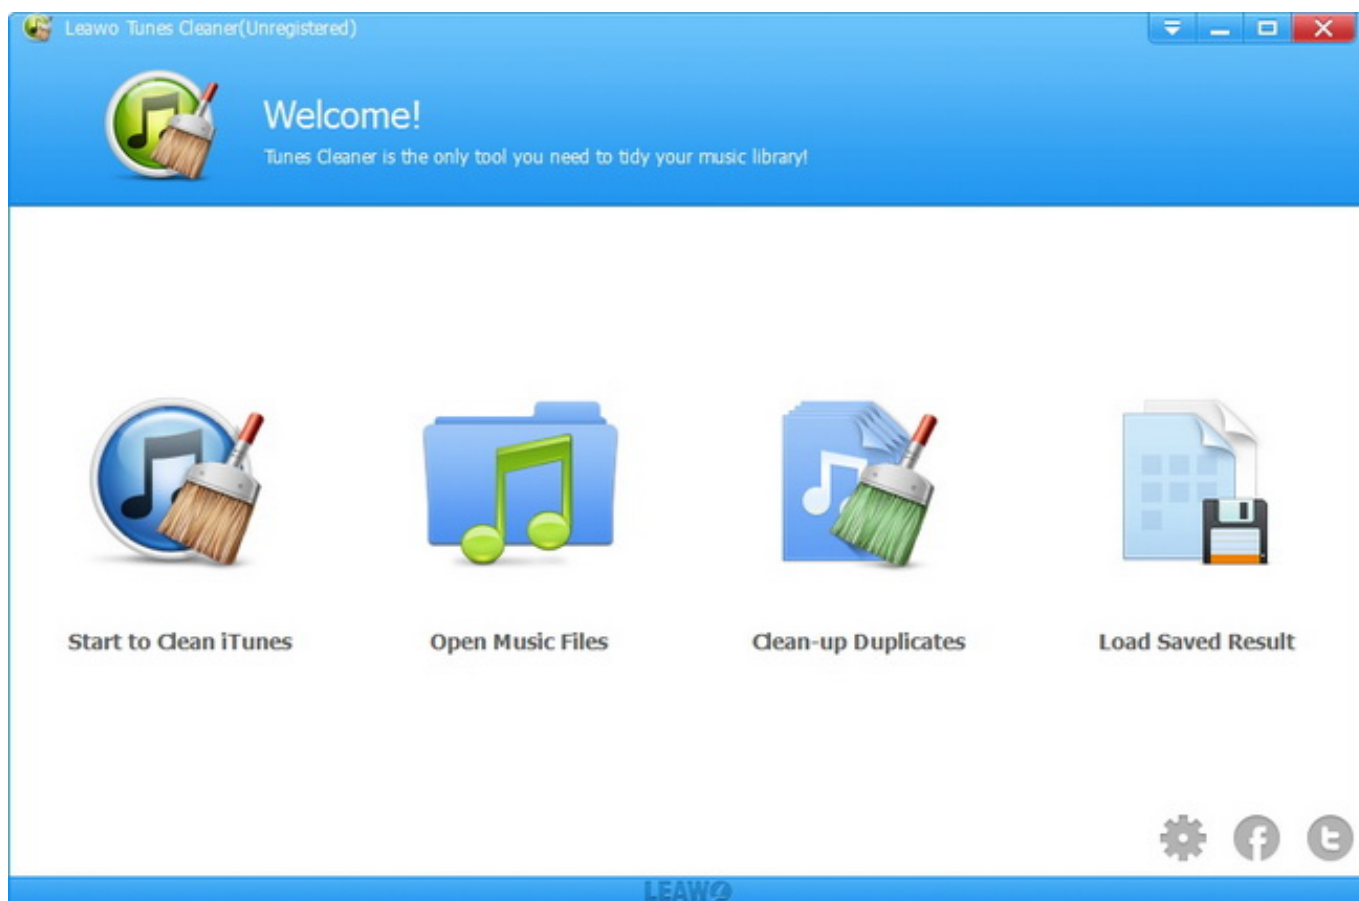 Leawo Tunes Cleaner(Unregistered)
Welcome!
Tunes Cleaner is the only tool you need to tidy your music library!
Start to Clean iTunes
Open Music Files
Clean-up Duplicates
Load Saved Result
LEAWO